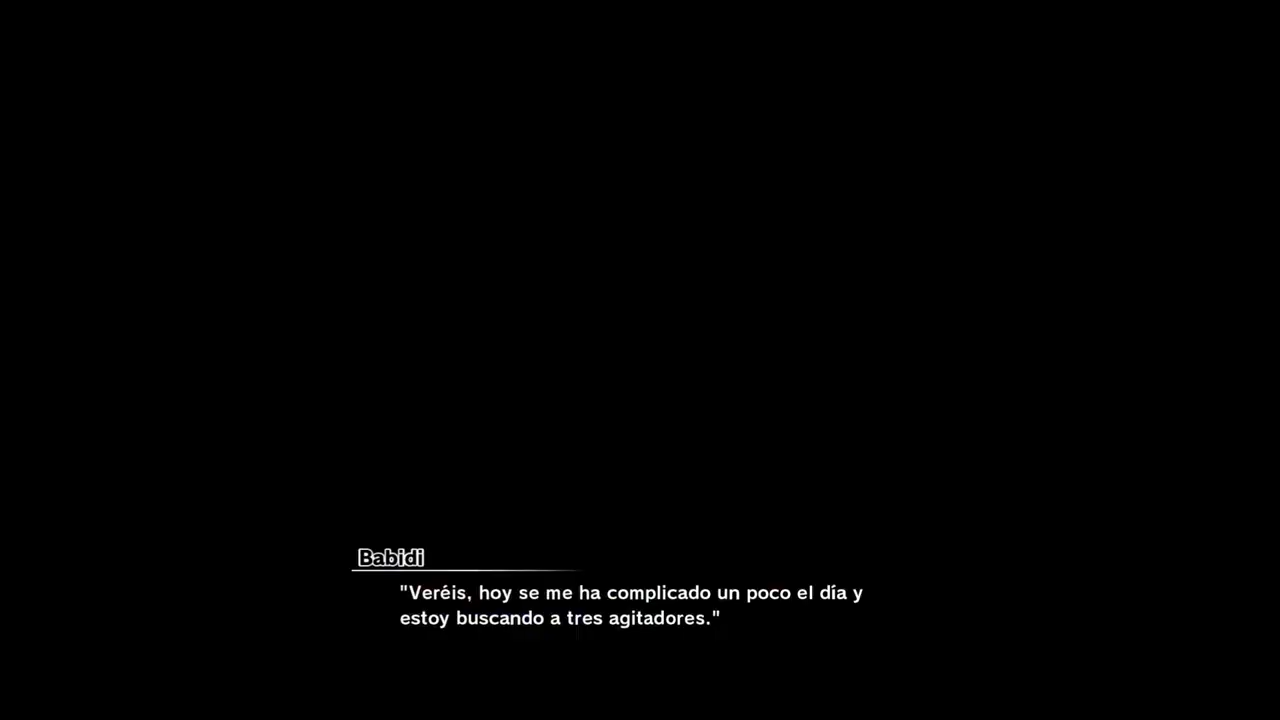 Babidi
"Veréis, hoy se me ha complicado un poco el día y
estoy buscando a tres agitadores."